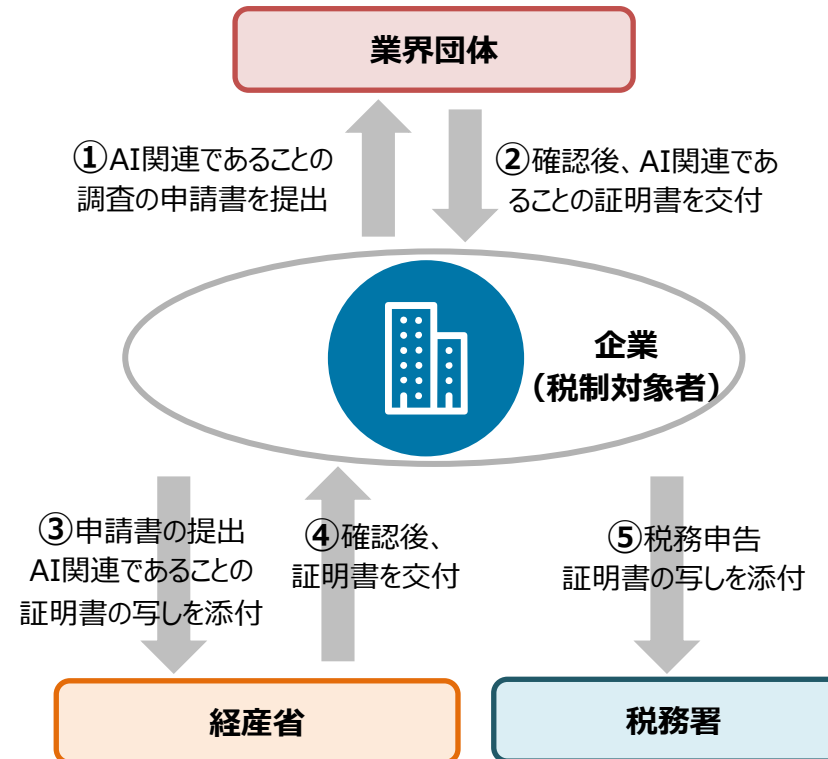 業界団体
①AI関連であることの
調査の申請書を提出
②確認後、AI関連であ
ることの証明書を交付
企業
（税制対象者）
③申請書の提出
AI関連であることの
証明書の写しを添付
④確認後、
証明書を交付
⑤税務申告
証明書の写しを添付
経産省
税務署